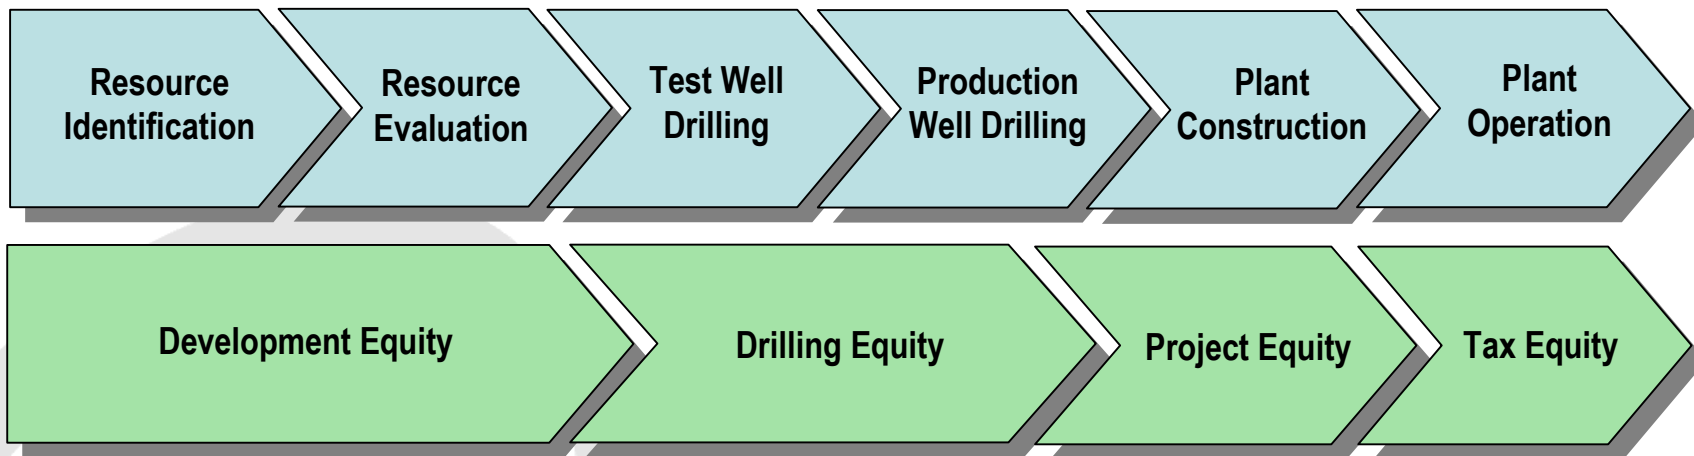 Resource
Identification
Resource
Evaluation
Test Well
Drilling
Production
Well Drilling
Plant
Construction
Plant
Operation
Development Equity
Drilling Equity
Project Equity
Tax Equity